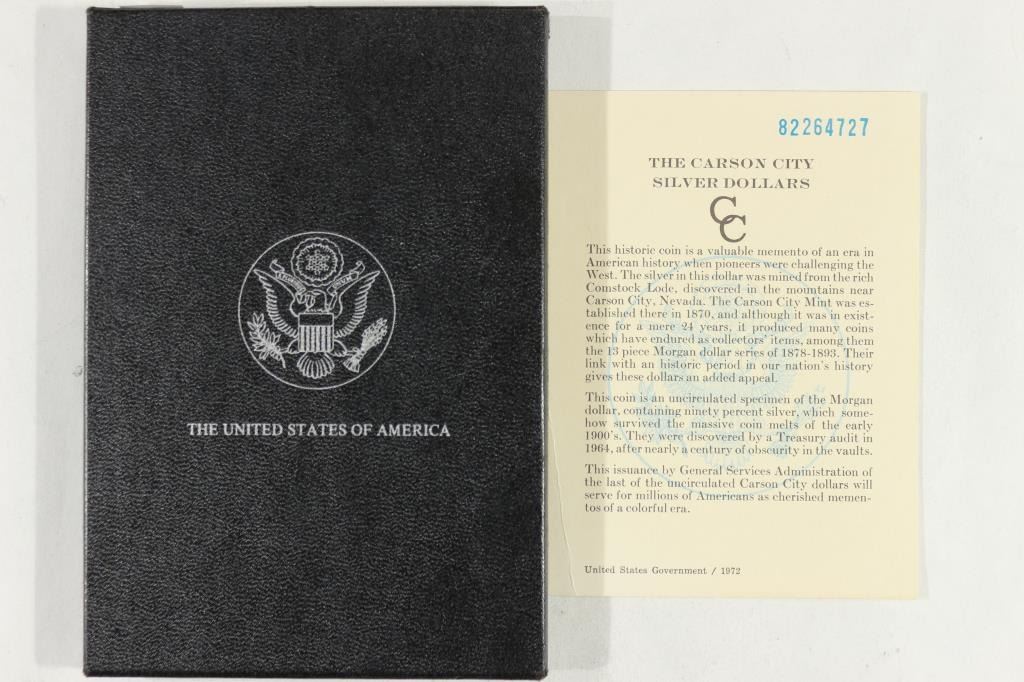 THE UNITED STATES OF AMERICA
82264727
THE CARSON CITY
SILVER DOLLARS
CC
This historic coin is a valuable memento of an era in
American history when pioneers were challenging the
West. The silver in this dollar was mined from the rich
Comstock Lode, discovered in the mountains near
Carson City, Nevada. The Carson City Mint was es-
tablished there in 1870, and although it was in exist-
ence for a mere 24 years, it produced many coins
which have endured as collectors' items, among them
the 13 piece Morgan dollar series of 1878-1893. Their
link with an historic period in our nation's history
gives these dollars an added appeal.
This coin is an uncirculated specimen of the Morgan
dollar, containing ninety percent silver, which some-
how survived the massive coin melts of the early
1900's. They were discovered by a Treasury audit in
1964, after nearly a century of obscurity in the vaults.
This issuance by General Services Administration of
the last of the uncirculated Carson City dollars will
serve for millions of Americans as cherished memen-
tos of a colorful era.
United States Government / 1972